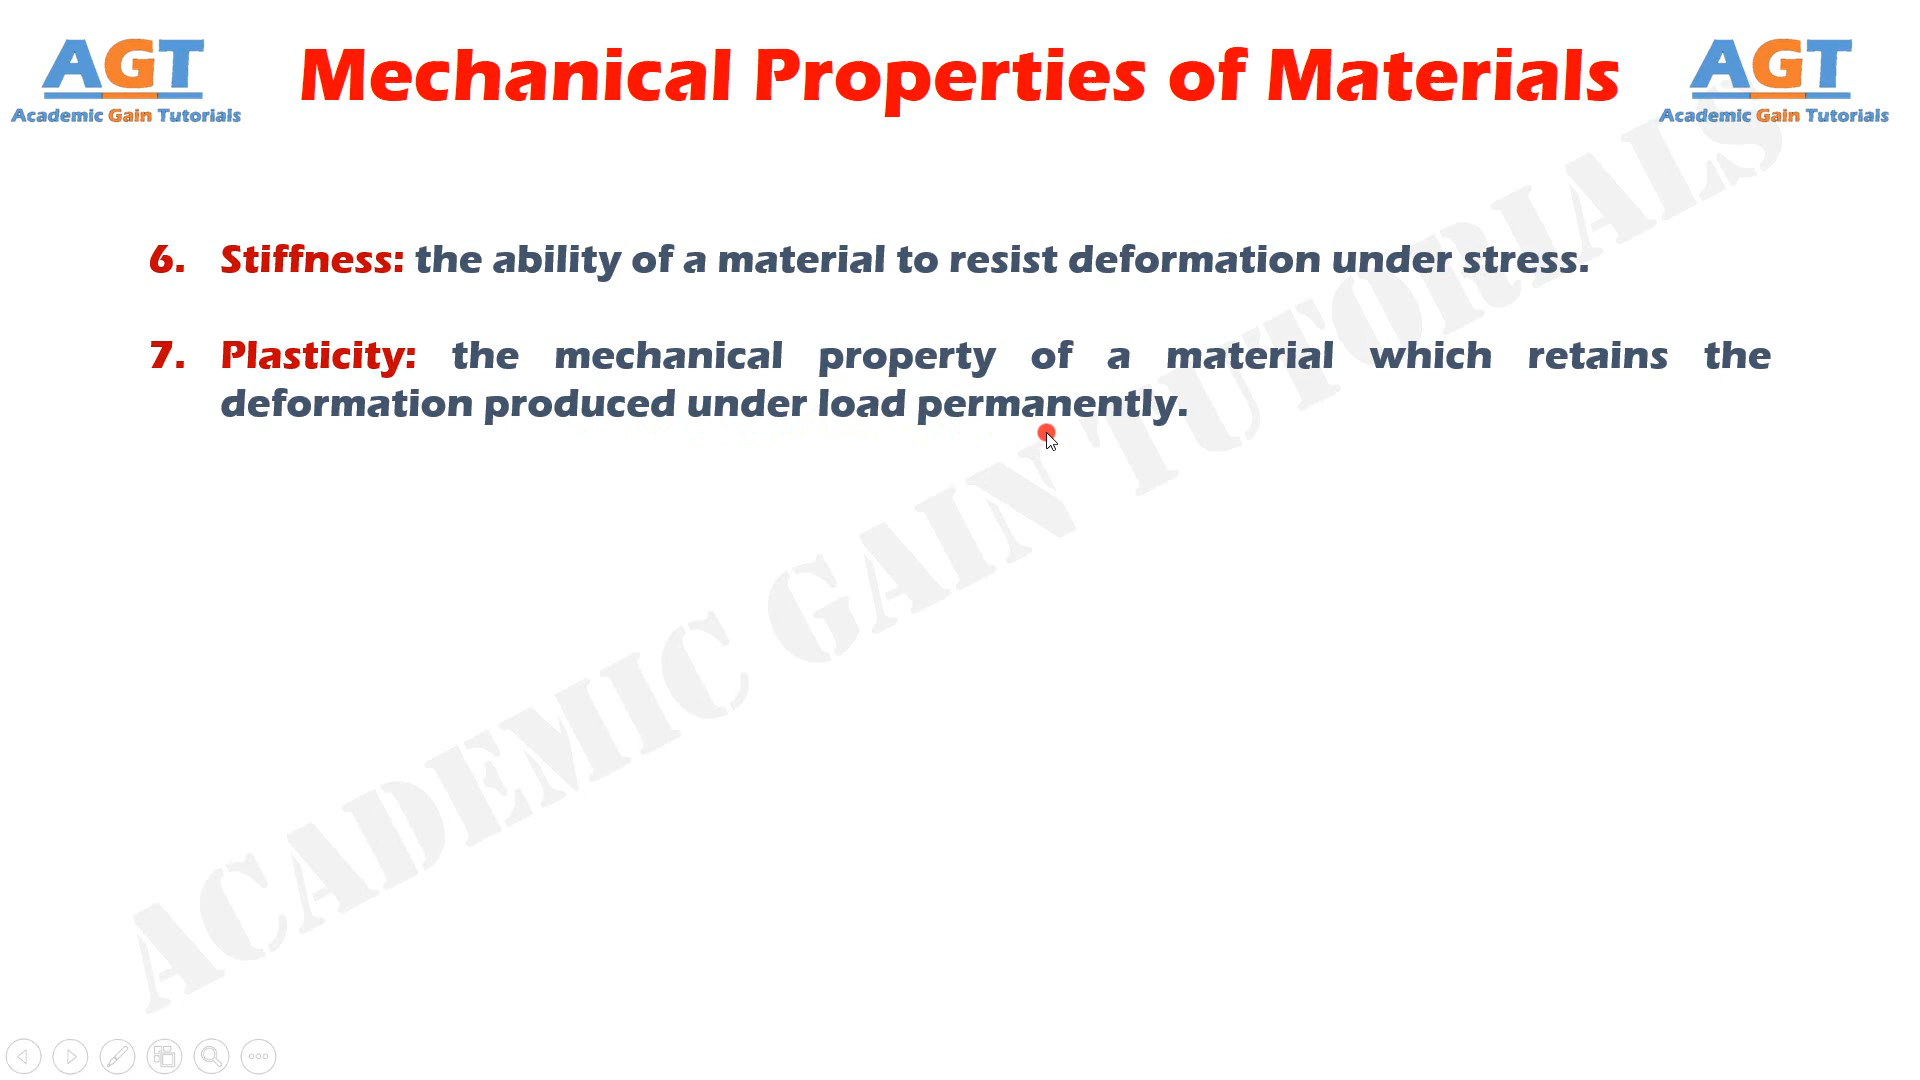 AGT
Academic Gain Tutorials
Mechanical Properties of Materials
AGT
Academic Gain Tutorials
6. Stiffness: the ability of a material to resist deformation under stress.
7. Plasticity: the mechanical property of a material which retains the
deformation produced under load permanently.
ACADEMIC GAIN TUTORIALS